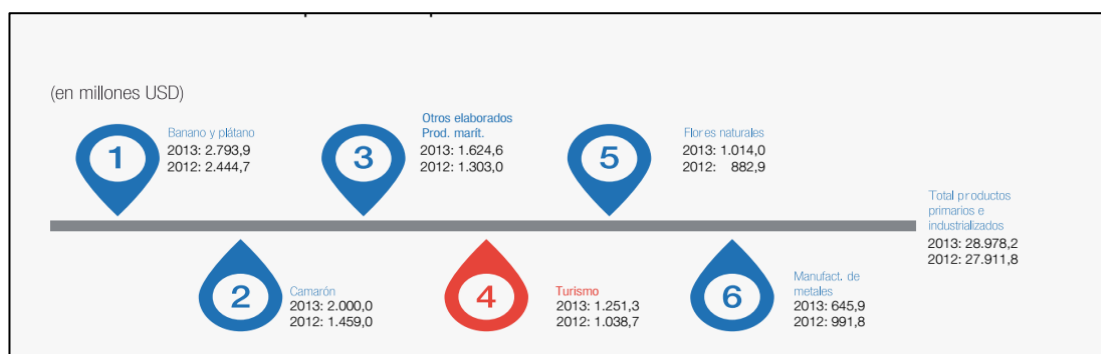 (en millones USD)
1
Banano y plátano
2013: 2.793,9
2012: 2.444,7
2
Camarón
2013: 2.000,0
2012: 1.459,0
3
Otros elaborados
Prod. marít.
2013: 1.624,6
2012: 1.303,0
4
Turismo
2013: 1.251,3
2012: 1.038,7
5
Flores naturales
2013: 1.014,0
2012: 882,9
6
Manufact. de
metales
2013: 645,9
2012: 991,8
Total productos
primarios e
industrializados
2013: 28.978,2
2012: 27.911,8